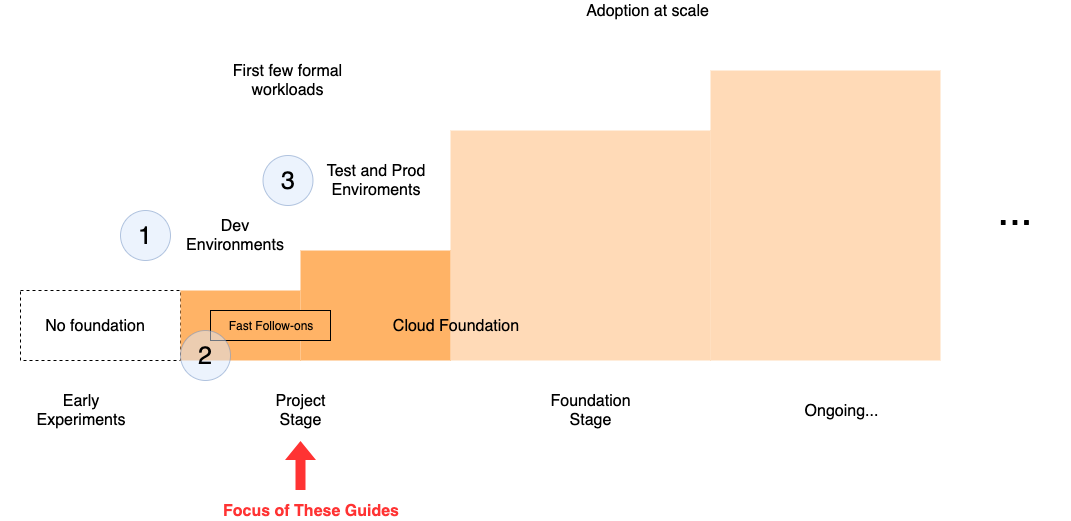 Adoption at scale
First few formal
workloads
3
Test and Prod
Enviroments
1
Dev
Environments
No foundation
Fast Follow-ons
Cloud Foundation
2
Early
Experiments
Project
Stage
Foundation
Stage
Ongoing...
...
Focus of These Guides